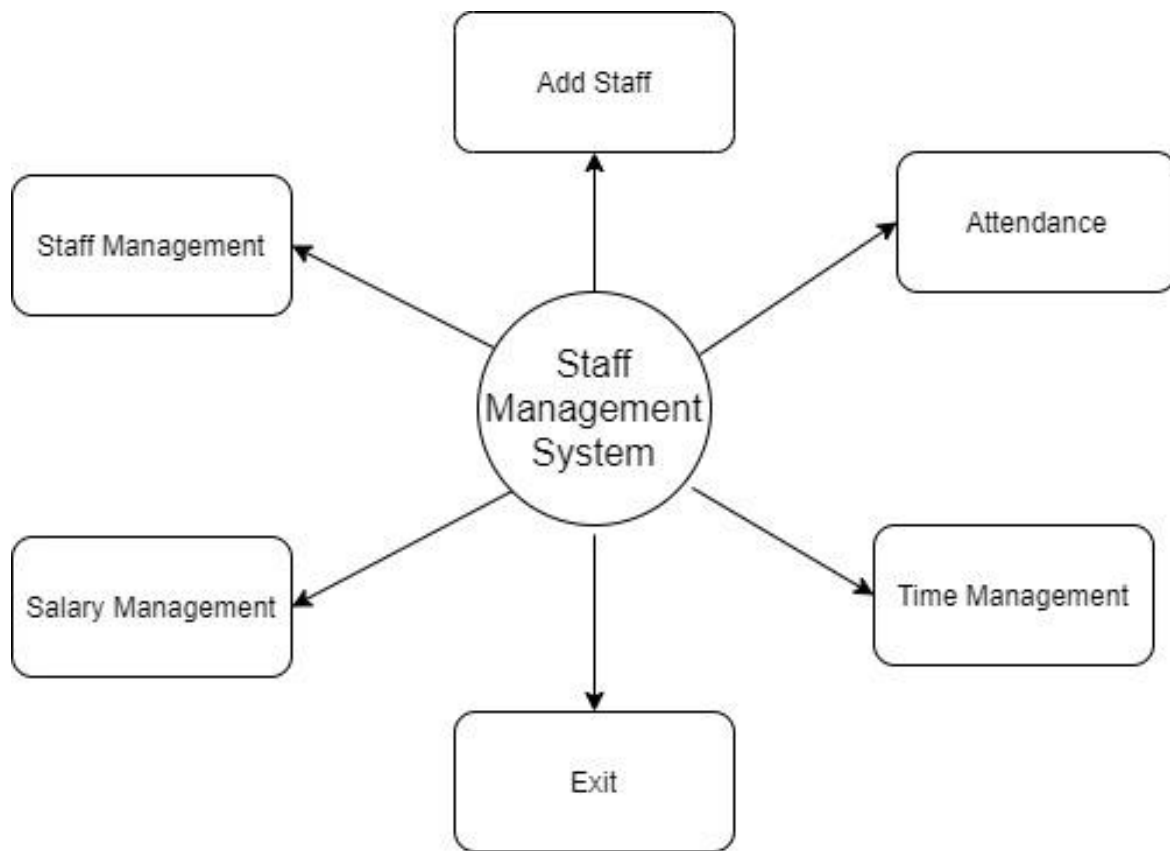 Add Staff
Attendance
Staff Management
Staff
Management
System
Salary Management
Time Management
Exit